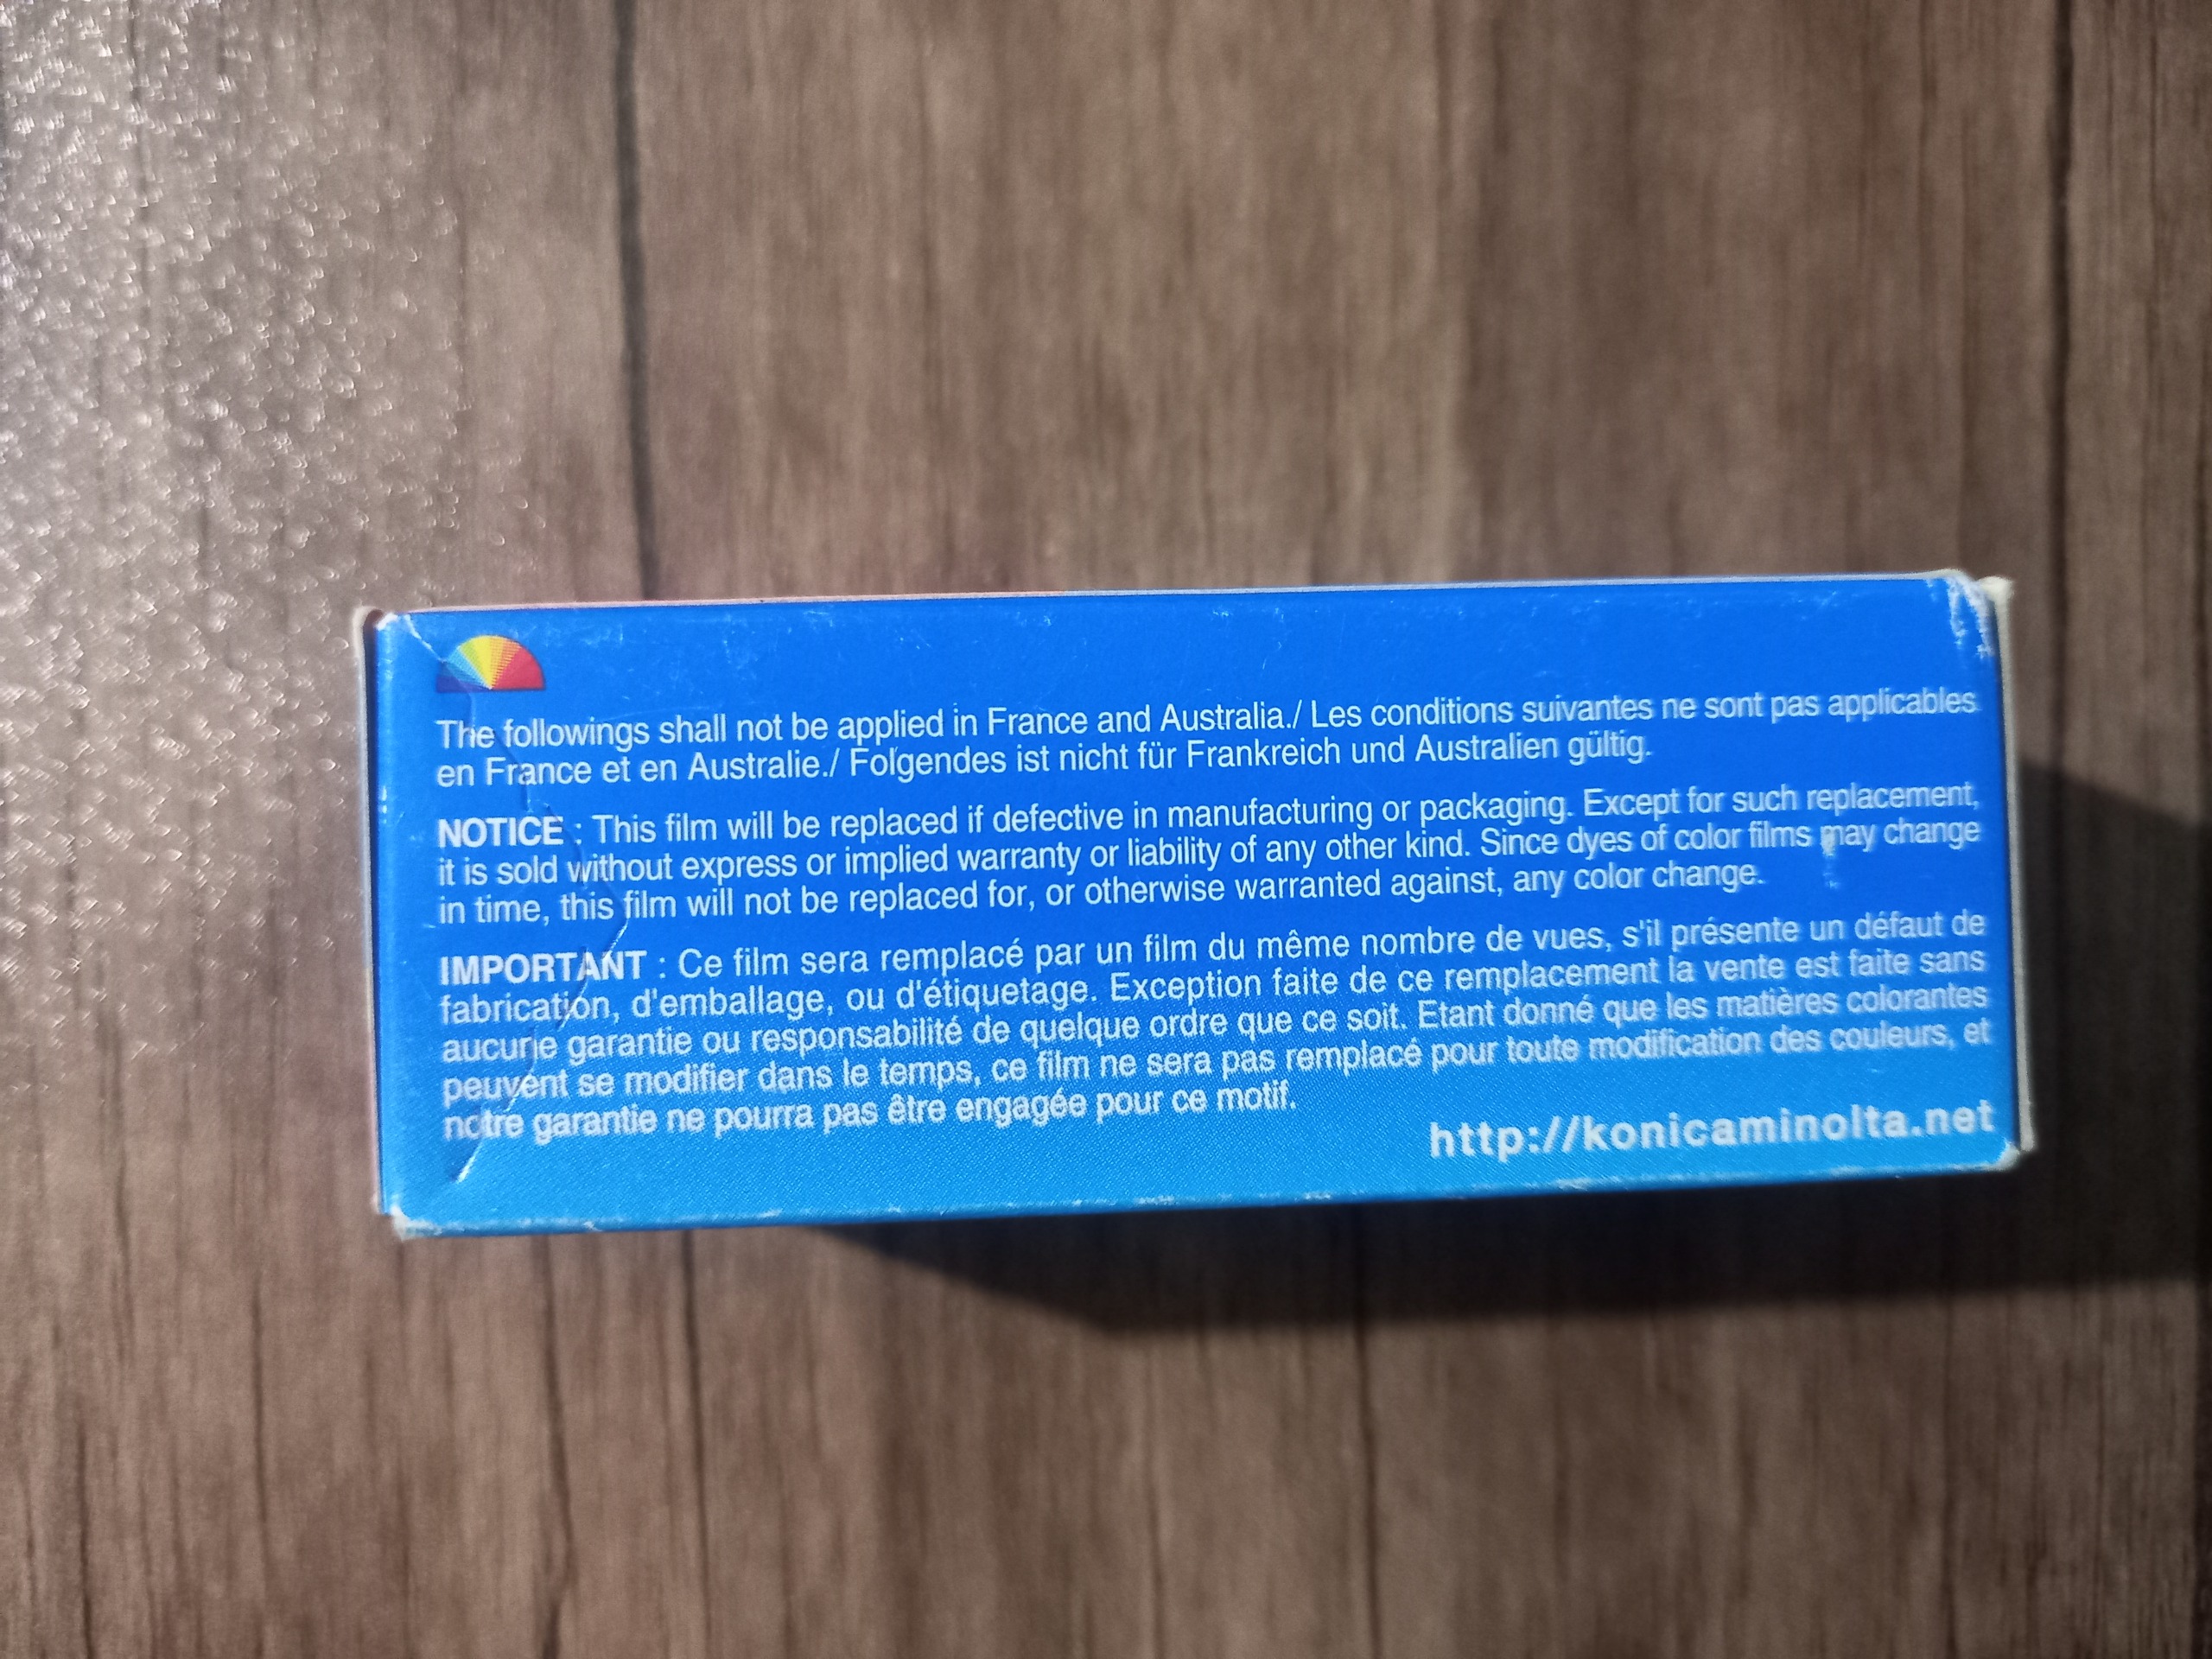 The followings shall not be applied in France and Australia./ Les conditions suivantes ne sont pas applicables
en France et en Australie./ Folgendes ist nicht für Frankreich und Australien gültig.
NOTICE : This film will be replaced if defective in manufacturing or packaging. Except for such replacement,
it is sold without express or implied warranty or liability of any other kind. Since dyes of color films may change
in time, this film will not be replaced for, or otherwise warranted against, any color change.
IMPORTANT : Ce film sera remplacé par un film du même nombre de vues, s'il présente un défaut de
fabrication, d'emballage, ou d'étiquetage. Exception faite de ce remplacement la vente est faite sans
aucune garantie ou responsabilité de quelque ordre que ce soit. Etant donné que les matières colorantes
peuvent se modifier dans le temps, ce film ne sera pas remplacé pour toute modification des couleurs, et
notre garantie ne pourra pas être engagée pour ce motif.
http://konicaminolta.net